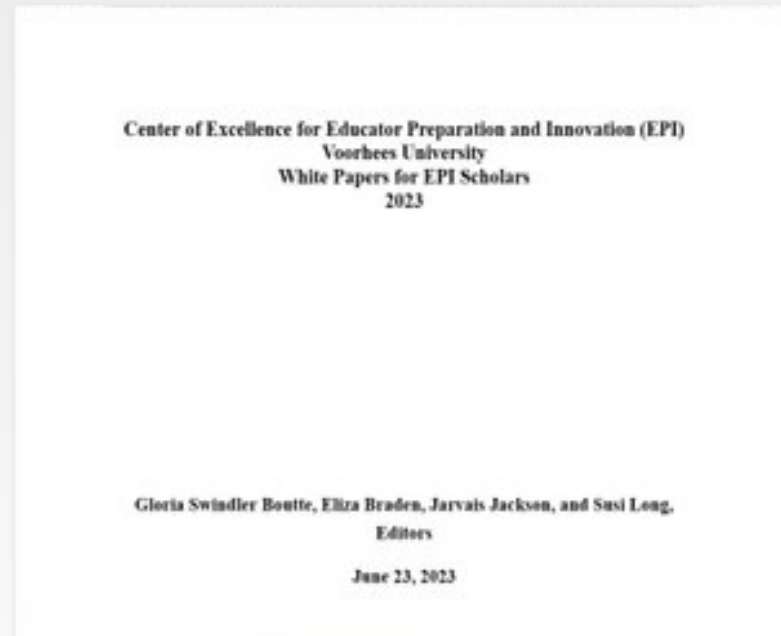 Center of Excellence for Educator Preparation and Innovation (EPI)
Voorhees University
White Papers for EPI Scholars
2023
Gloria Swindler Boutte, Eliza Braden, Jarvais Jackson, and Susi Long,
Editors
June 23, 2023